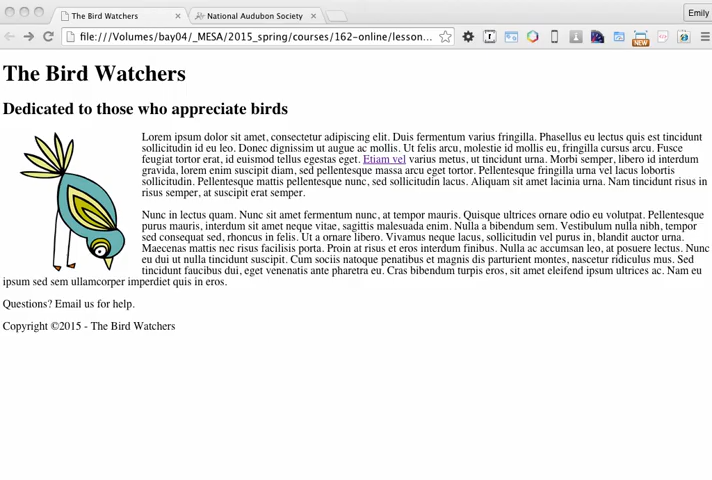 The Bird Watchers
National Audubon Society
Emily
file:///Volumes/bay04/_MESA/2015_spring/courses/162-online/lesson...
NEW
The Bird Watchers
Dedicated to those who appreciate birds
Lorem ipsum dolor sit amet, consectetur adipiscing elit. Duis fermentum varius fringilla. Phasellus eu lectus quis est tincidunt
sollicitudin id eu leo. Donec dignissim ut augue ac mollis. Ut felis arcu, molestie id mollis eu, fringilla cursus arcu. Fusce
feugiat tortor erat, id euismod tellus egestas eget. Etiam vel varius metus, ut tincidunt urna. Morbi semper, libero id interdum
gravida, lorem enim suscipit diam, sed pellentesque massa arcu eget tortor. Pellentesque fringilla urna vel lacus lobortis
sollicitudin. Pellentesque mattis pellentesque nunc, sed sollicitudin lacus. Aliquam sit amet lacinia urna. Nam tincidunt risus in
risus semper, at suscipit erat semper.
Nunc in lectus quam. Nunc sit amet fermentum nunc, at tempor mauris. Quisque ultrices ornare odio eu volutpat. Pellentesque
purus mauris, interdum sit amet neque vitae, sagittis malesuada enim. Nulla a bibendum sem. Vestibulum nulla nibh, tempor
sed consequat sed, rhoncus in felis. Ut a ornare libero. Vivamus neque lacus, sollicitudin vel purus in, blandit auctor urna.
Maecenas mattis nec risus facilisis porta. Proin at risus et eros interdum finibus. Nulla ac accumsan leo, at posuere lectus. Nunc
eu dui ut nulla tincidunt suscipit. Cum sociis natoque penatibus et magnis dis parturient montes, nascetur ridiculus mus. Sed
tincidunt faucibus dui, eget venenatis ante pharetra eu. Cras bibendum turpis eros, sit amet eleifend ipsum ultrices ac. Nam eu
ipsum sed sem ullamcorper imperdiet quis in eros.
Questions? Email us for help.
Copyright ©2015 - The Bird Watchers